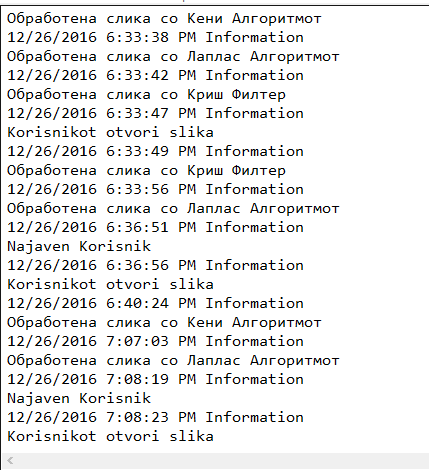 Обработена слика со Кени Алгоритмот
12/26/2016 6:33:38 PM Information
Обработена слика со Лаплас Алгоритмот
12/26/2016 6:33:42 PM Information
Обработена слика со Криш Филтер
12/26/2016 6:33:47 PM Information
Korisnikot otvori slika
12/26/2016 6:33:49 PM Information
Обработена слика со Криш Филтер
12/26/2016 6:33:56 PM Information
Обработена слика со Лаплас Алгоритмот
12/26/2016 6:36:51 PM Information
Najaven Korisnik
12/26/2016 6:36:56 PM Information
Korisnikot otvori slika
12/26/2016 6:40:24 PM Information
Обработена слика со Кени Алгоритмот
12/26/2016 7:07:03 PM Information
Обработена слика со Лаплас Алгоритмот
12/26/2016 7:08:19 PM Information
Najaven Korisnik
12/26/2016 7:08:23 PM Information
Korisnikot otvori slika